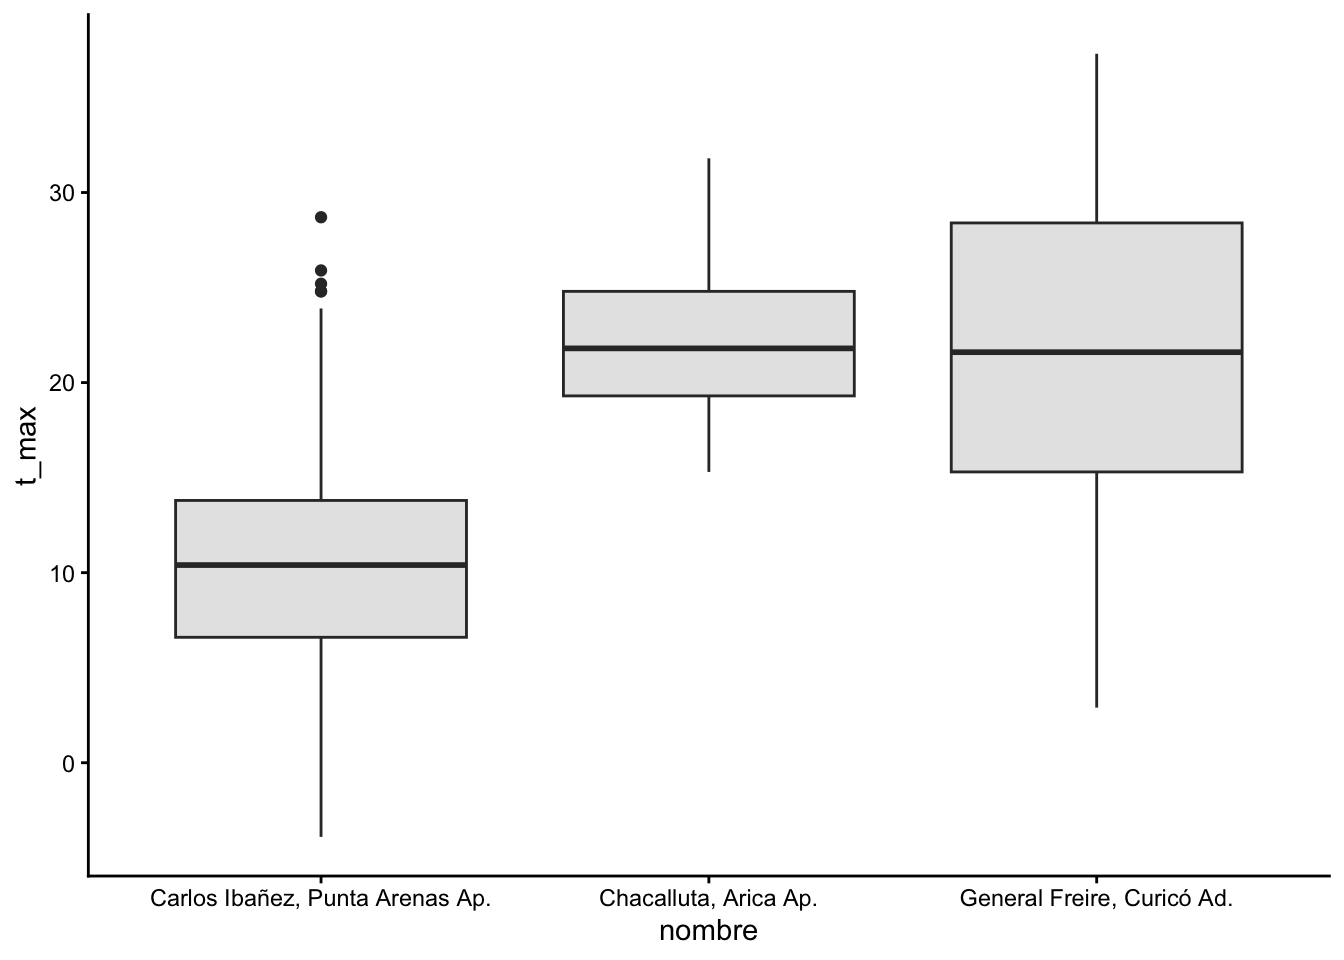 30
20
10
0
t_max
Carlos Ibañez, Punta Arenas Ap.
Chacalluta, Arica Ap.
General Freire, Curicó Ad.
nombre